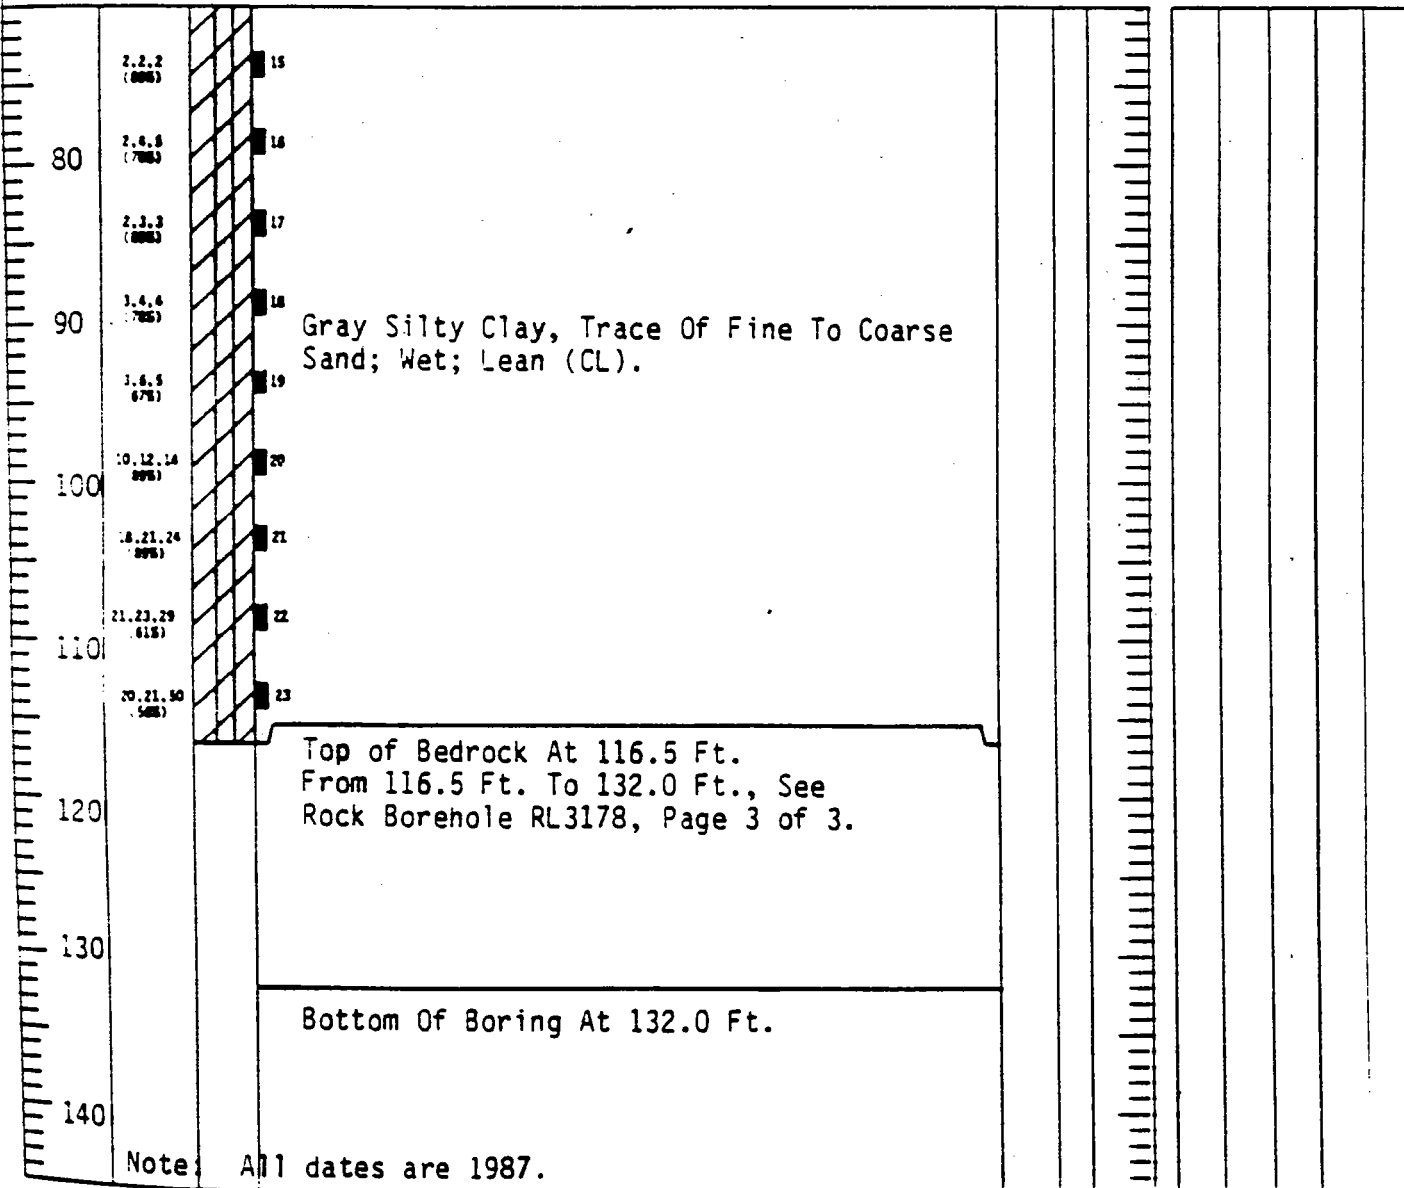 2.2.2 15
80 2.4.5 16
2.3.3 17
90 3.4.6 18
Gray Silty Clay, Trace Of Fine To Coarse
Sand; Wet; Lean (CL).
3.6.5 19
67%)
10.12.14 20
100
18.21.24 21
21.23.29 22
110
20.21.50 23
Top of Bedrock At 116.5 Ft.
From 116.5 Ft. To 132.0 Ft., See
Rock Borehole RL3178, Page 3 of 3.
120
130
Bottom Of Boring At 132.0 Ft.
140
Note: All dates are 1987.